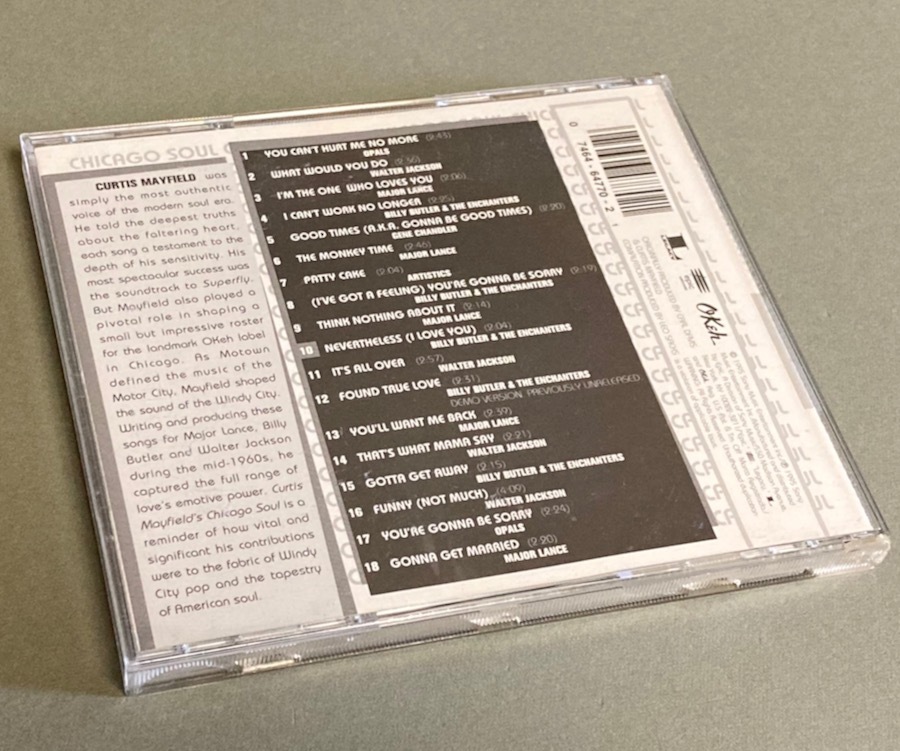 CHICAGO SOUL
CURTIS MAYFIELD was
simply the most authentic
voice of the modern soul era.
He told the deepest truths
about the faltering heart,
each song a testament to the
depth of his sensitivity. His
most spectacular success was
the soundtrack to Superfly.
But Mayfield also played a
pivotal role in shaping a
small but impressive roster
for the landmark OKeh label
in Chicago. As Motown
defined the music of the
Motor City, Mayfield shaped
the sound of the Windy City.
Writing and producing these
songs for Major Lance, Billy
Butler and Walter Jackson
during the mid-1960s, he
captured the full range of
love's emotive power. Curtis
Mayfield's Chicago Soul is a
reminder of how vital and
significant his contributions
were to the fabric of Windy
City pop and the tapestry
of American soul.
1 YOU CAN'T HURT ME NO MORE (2:43)
OPALS
2 WHAT WOULD YOU DO (2:36)
WALTER JACKSON
3 I'M THE ONE WHO LOVES YOU (2:06)
MAJOR LANCE
4 I CAN'T WORK NO LONGER (2:25)
BILLY BUTLER & THE ENCHANTERS
5 GOOD TIMES (A.K.A. GONNA BE GOOD TIMES) (2:20)
GENE CHANDLER
6 THE MONKEY TIME (2:46)
MAJOR LANCE
7 PATTY CAKE (2:04)
ARTISTICS
8 (I'VE GOT A FEELING) YOU'RE GONNA BE SORRY (2:19)
BILLY BUTLER & THE ENCHANTERS
9 THINK NOTHING ABOUT IT (2:14)
MAJOR LANCE
10 NEVERTHELESS (I LOVE YOU) (2:04)
BILLY BUTLER & THE ENCHANTERS
11 IT'S ALL OVER (2:57)
WALTER JACKSON
12 FOUND TRUE LOVE (2:31)
BILLY BUTLER & THE ENCHANTERS
DEMO VERSION. PREVIOUSLY UNRELEASED.
13 YOU'LL WANT ME BACK (2:39)
MAJOR LANCE
14 THAT'S WHAT MAMA SAY (2:21)
WALTER JACKSON
15 GOTTA GET AWAY (2:15)
BILLY BUTLER & THE ENCHANTERS
16 FUNNY (NOT MUCH) (4:09)
WALTER JACKSON
17 YOU'RE GONNA BE SORRY (2:24)
OPALS
18 GONNA GET MARRIED (2:20)
MAJOR LANCE
0 7464-64770-2
OKeh